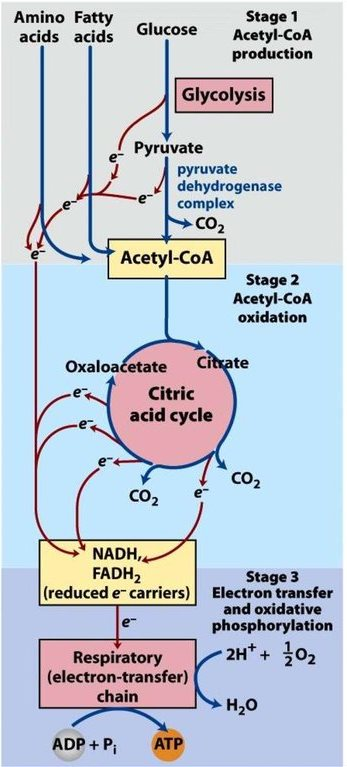 Amino
acids
Fatty
acids
Glucose
Stage 1
Acetyl-CoA
production
Glycolysis
e−
Pyruvate
pyruvate
dehydrogenase
complex
e−
e−
CO₂
e−
Acetyl-CoA
Stage 2
Acetyl-CoA
oxidation
Oxaloacetate
Citrate
Citric
acid cycle
e−
e−
e−
CO₂
e−
CO₂
NADH,
FADH₂
(reduced e− carriers)
Stage 3
Electron transfer
and oxidative
phosphorylation
e−
Respiratory
(electron-transfer)
chain
2H⁺ + ½O₂
H₂O
ADP + Pᵢ
ATP